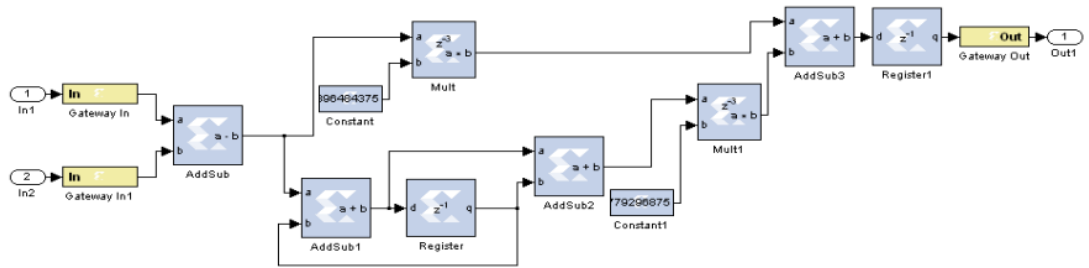 1
In1
In
Gateway In
2
In2
In
Gateway In1
a
b
a - b
AddSub
a
b
z-3
a * b
Mult
396484375
Constant
a
b
a + b
AddSub1
d
z-1
q
Register
a
b
a + b
AddSub2
779296875
Constant1
a
b
z-3
a * b
Mult1
a
b
a + b
AddSub3
d
z-1
q
Register1
Out
Gateway Out
1
Out1